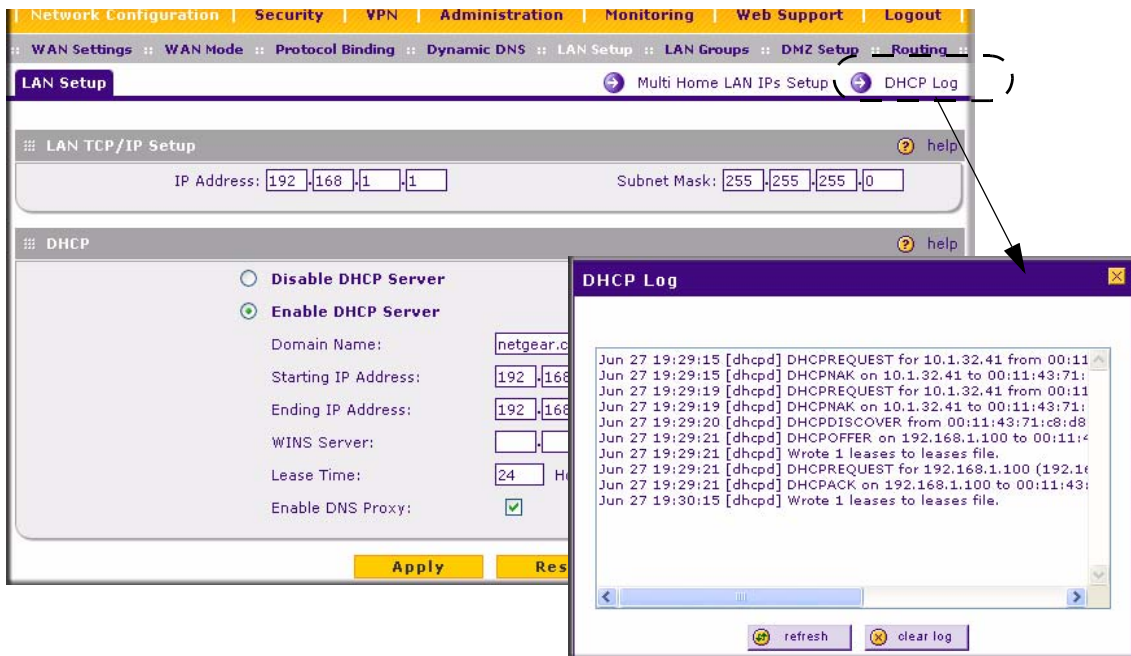 Network Configuration | Security | VPN | Administration | Monitoring | Web Support | Logout
:: WAN Settings :: WAN Mode :: Protocol Binding :: Dynamic DNS :: LAN Setup :: LAN Groups :: DMZ Setup :: Routing ::
LAN Setup Multi Home LAN IPs Setup DHCP Log
LAN TCP/IP Setup help
IP Address: 192 .168 .1 .1 Subnet Mask: 255 .255 .255 .0
DHCP help
Disable DHCP Server
Enable DHCP Server
Domain Name: netgear.c
Starting IP Address: 192 .168
Ending IP Address: 192 .168
WINS Server: .
Lease Time: 24
Enable DNS Proxy:
Apply
DHCP Log
Jun 27 19:29:15 [dhcpd] DHCPREQUEST for 10.1.32.41 from 00:11
Jun 27 19:29:15 [dhcpd] DHCPNAK on 10.1.32.41 to 00:11:43:71:
Jun 27 19:29:19 [dhcpd] DHCPREQUEST for 10.1.32.41 from 00:11
Jun 27 19:29:19 [dhcpd] DHCPNAK on 10.1.32.41 to 00:11:43:71:
Jun 27 19:29:20 [dhcpd] DHCPDISCOVER from 00:11:43:71:c8:d8
Jun 27 19:29:21 [dhcpd] DHCPOFFER on 192.168.1.100 to 00:11:4
Jun 27 19:29:21 [dhcpd] Wrote 1 leases to leases file.
Jun 27 19:29:21 [dhcpd] DHCPREQUEST for 192.168.1.100 (192.16
Jun 27 19:29:21 [dhcpd] DHCPACK on 192.168.1.100 to 00:11:43:
Jun 27 19:30:15 [dhcpd] Wrote 1 leases to leases file.
refresh clear log